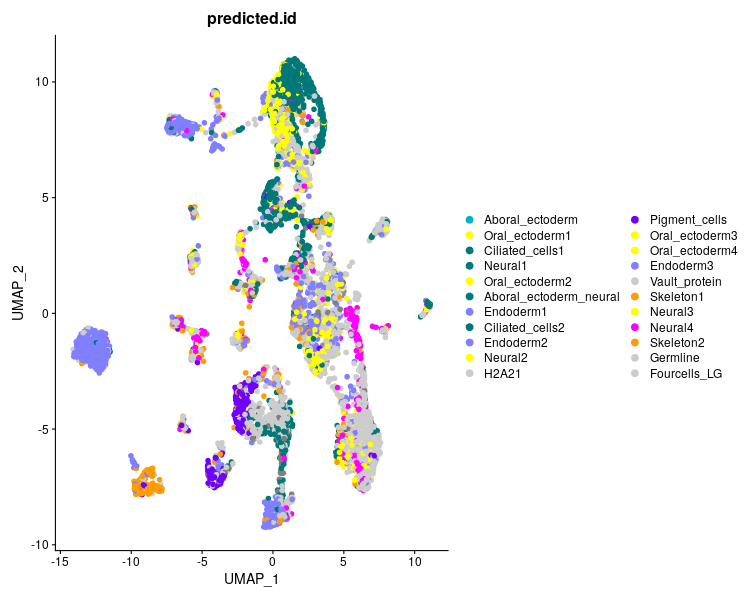 predicted.id
UMAP_2
10
5
0
-5
-10
-15
-10
-5
0
5
10
UMAP_1
Aboral_ectoderm
Oral_ectoderm1
Ciliated_cells1
Neural1
Oral_ectoderm2
Aboral_ectoderm_neural
Endoderm1
Ciliated_cells2
Endoderm2
Neural2
H2A21
Pigment_cells
Oral_ectoderm3
Oral_ectoderm4
Endoderm3
Vault_protein
Skeleton1
Neural3
Neural4
Skeleton2
Germline
Fourcells_LG